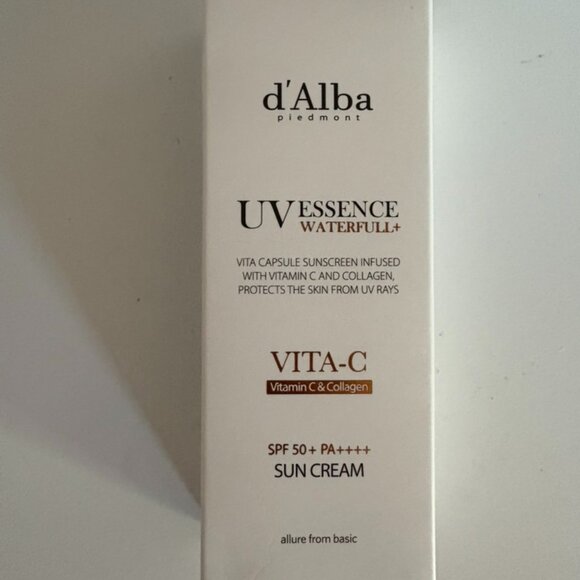 d'Alba
piedmont
UV ESSENCE
WATERFULL+
VITA CAPSULE SUNSCREEN INFUSED
WITH VITAMIN C AND COLLAGEN,
PROTECTS THE SKIN FROM UV RAYS
VITA-C
Vitamin C & Collagen
SPF 50+ PA++++
SUN CREAM
allure from basic